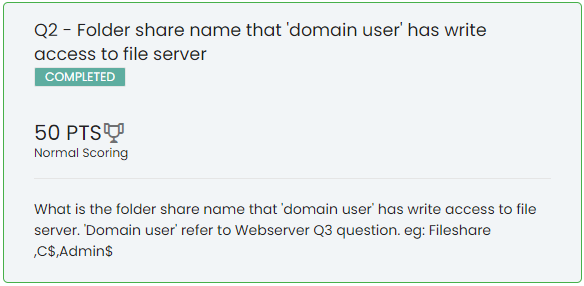 Q2 - Folder share name that 'domain user' has write
access to file server
COMPLETED
50 PTS
Normal Scoring
What is the folder share name that 'domain user' has write access to file
server. 'Domain user' refer to Webserver Q3 question. eg: Fileshare
,C$,Admin$